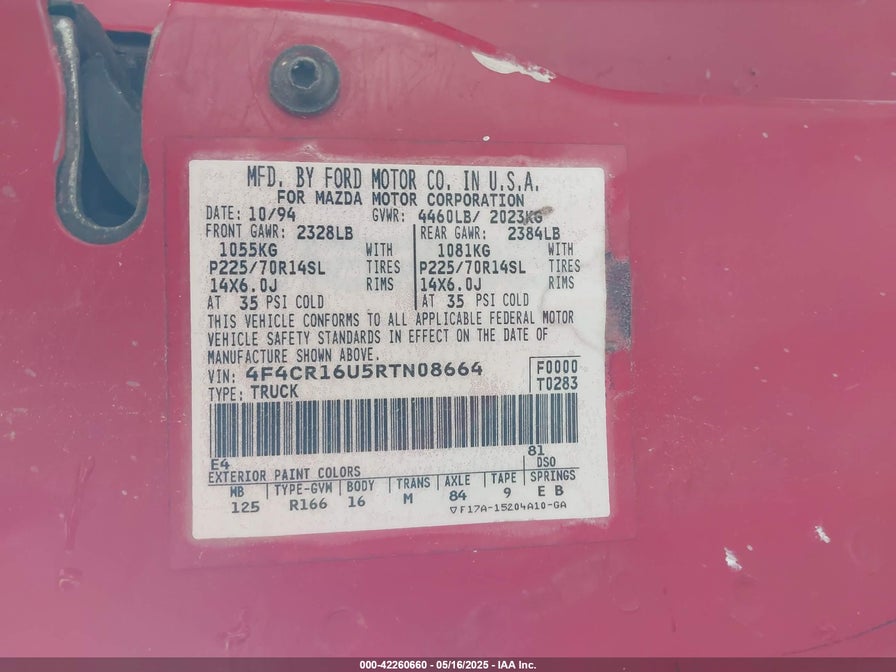 MFD. BY FORD MOTOR CO. IN U.S.A.
FOR MAZDA MOTOR CORPORATION
DATE: 10/94 GVWR: 4460LB/ 2023KG
FRONT GAWR: 2328LB REAR GAWR: 2384LB
1055KG WITH 1081KG WITH
P225/70R14SL TIRES P225/70R14SL TIRES
14X6.0J RIMS 14X6.0J RIMS
AT 35 PSI COLD AT 35 PSI COLD
THIS VEHICLE CONFORMS TO ALL APPLICABLE FEDERAL MOTOR
VEHICLE SAFETY STANDARDS IN EFFECT ON THE DATE OF
MANUFACTURE SHOWN ABOVE.
VIN: 4F4CR16U5RTN08664 F0000
TYPE: TRUCK T0283
E4 81
EXTERIOR PAINT COLORS DSO
WB TYPE-GVM BODY TRANS AXLE TAPE SPRINGS
125 R166 16 M 84 9 E B
▽F17A-15204A10-GA
000-42260660 - 05/16/2025 - IAA Inc.